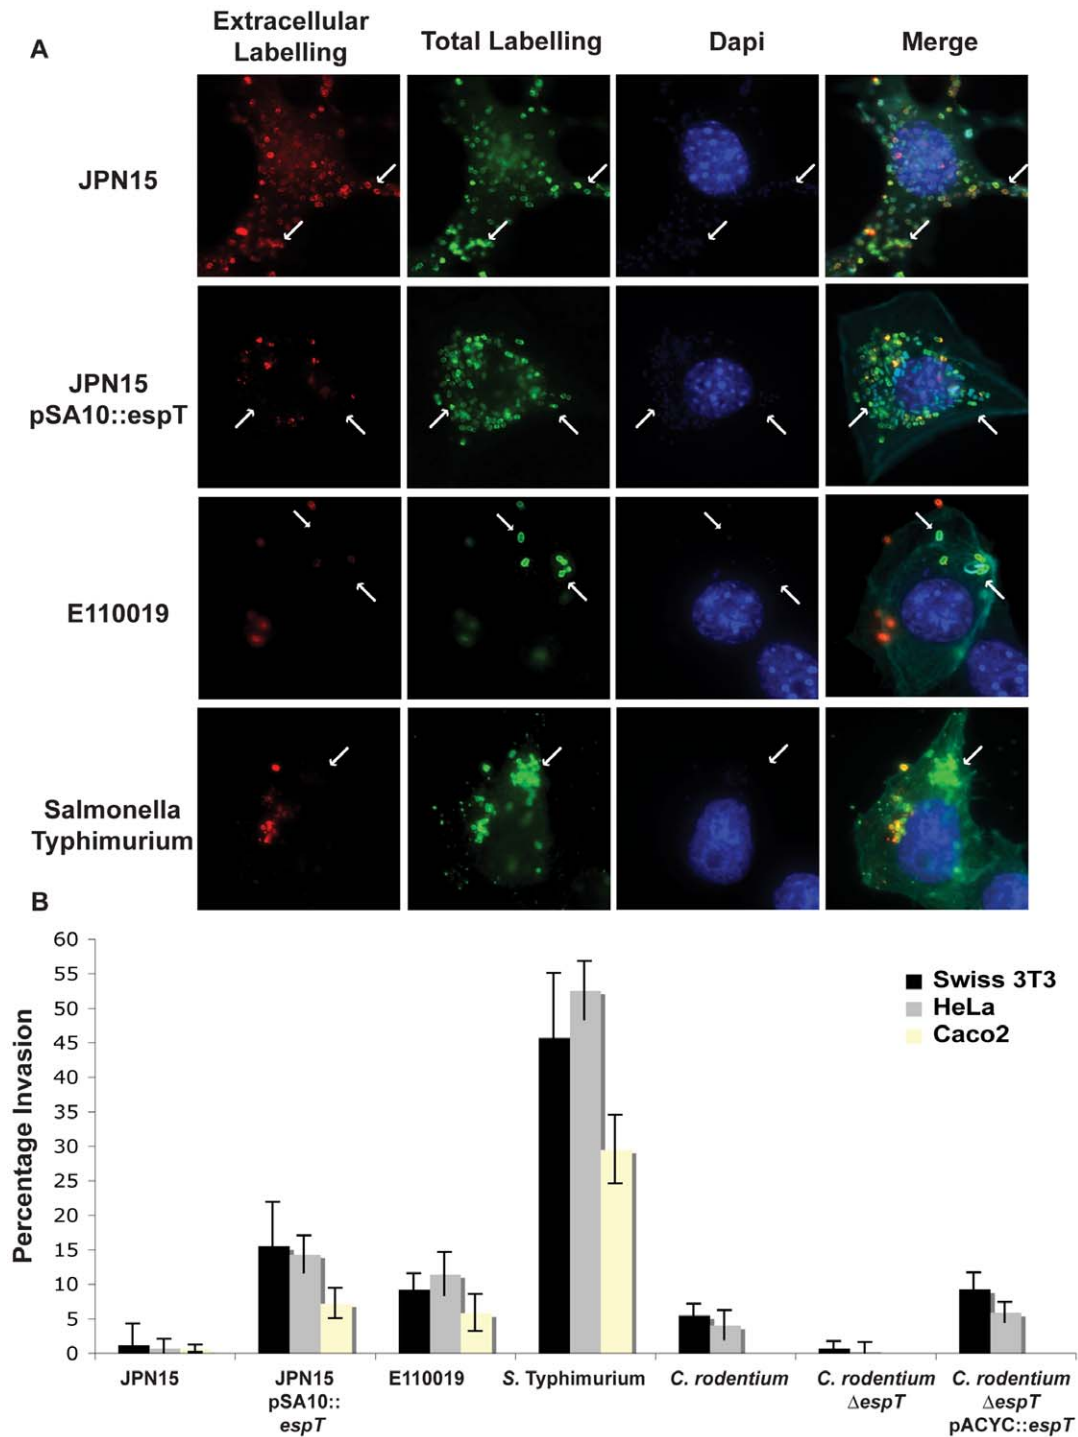 A
Extracellular
Labelling
Total Labelling
Dapi
Merge
JPN15
JPN15
pSA10::espT
E110019
Salmonella
Typhimurium
B
60
55
50
45
40
35
30
25
20
15
10
5
0
Percentage Invasion
Swiss 3T3
HeLa
Caco2
JPN15
JPN15
pSA10::
espT
E110019
S. Typhimurium
C. rodentium
C. rodentium
ΔespT
C. rodentium
ΔespT
pACYC::espT